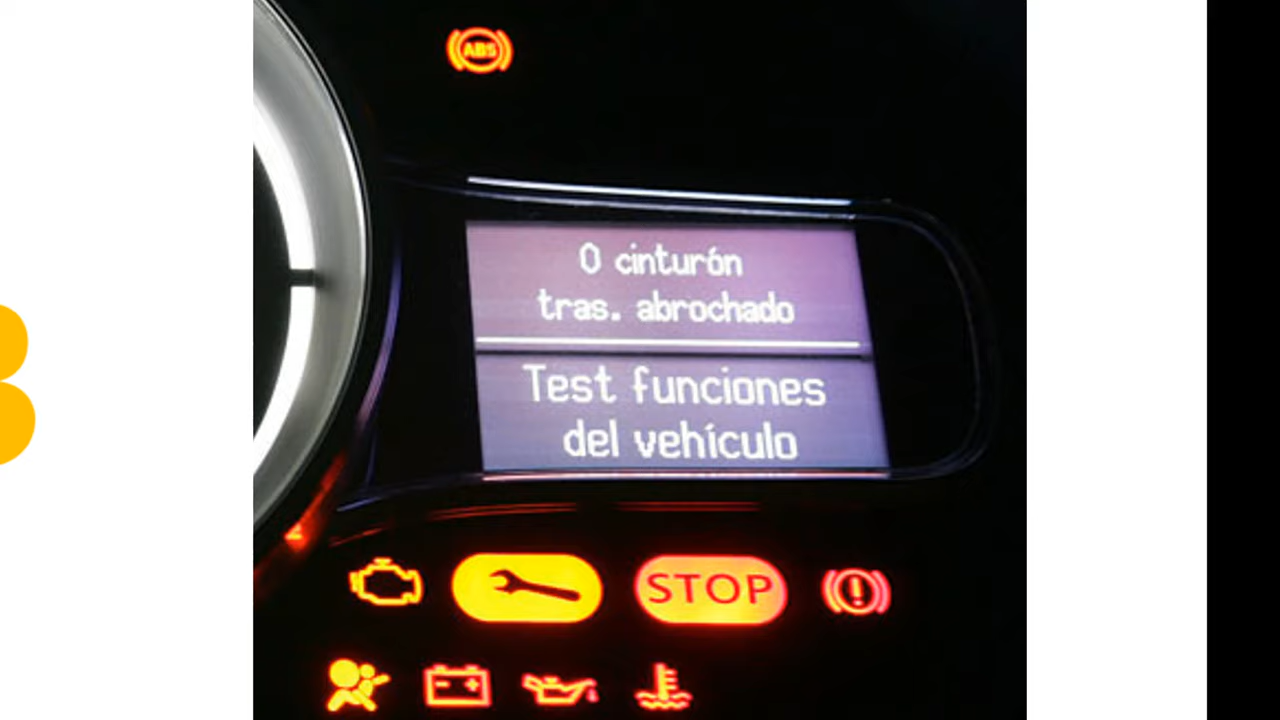 ABS
0 cinturón
tras. abrochado
Test funciones
del vehículo
STOP